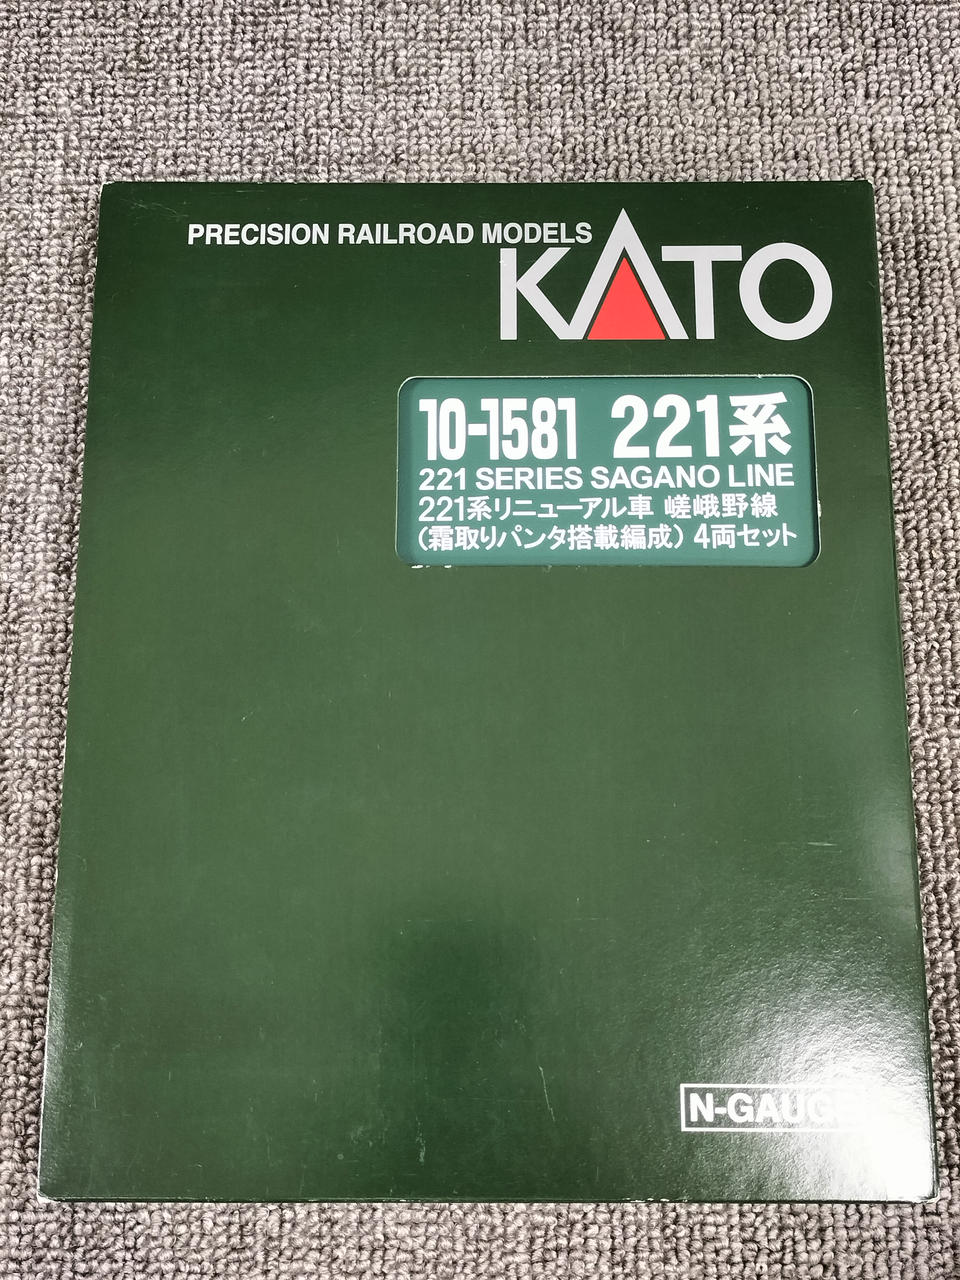 PRECISION RAILROAD MODELS
KATO
10-1581 221系
221 SERIES SAGANO LINE
221系リニューアル車 嵯峨野線
(霜取りパンタ搭載編成) 4両セット
N-GAUGE